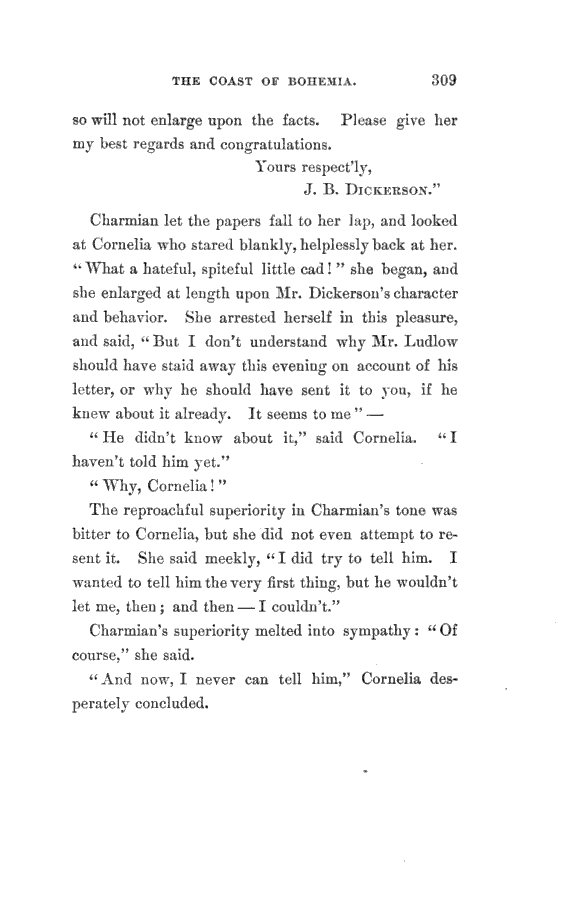 THE COAST OF BOHEMIA. 309
so will not enlarge upon the facts. Please give her
my best regards and congratulations.
Yours respect'ly,
J. B. DICKERSON."
Charmian let the papers fall to her lap, and looked
at Cornelia who stared blankly, helplessly back at her.
"What a hateful, spiteful little cad!" she began, and
she enlarged at length upon Mr. Dickerson's character
and behavior. She arrested herself in this pleasure,
and said, "But I don't understand why Mr. Ludlow
should have staid away this evening on account of his
letter, or why he should have sent it to you, if he
knew about it already. It seems to me"—
"He didn't know about it," said Cornelia. "I
haven't told him yet."
"Why, Cornelia!"
The reproachful superiority in Charmian's tone was
bitter to Cornelia, but she did not even attempt to re-
sent it. She said meekly, "I did try to tell him. I
wanted to tell him the very first thing, but he wouldn't
let me, then; and then—I couldn't."
Charmian's superiority melted into sympathy: "Of
course," she said.
"And now, I never can tell him," Cornelia des-
perately concluded.